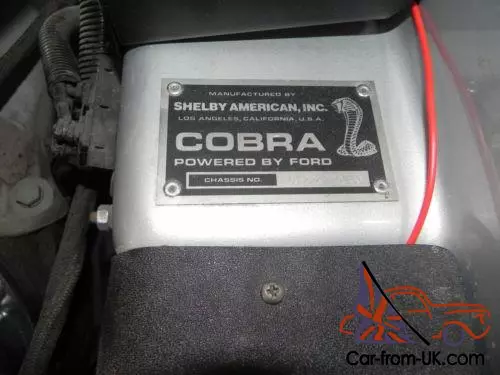 MANUFACTURED BY
SHELBY AMERICAN, INC.
LOS ANGELES, CALIFORNIA, U.S.A.
COBRA
POWERED BY FORD
CHASSIS NO.
Car-from-UK.com